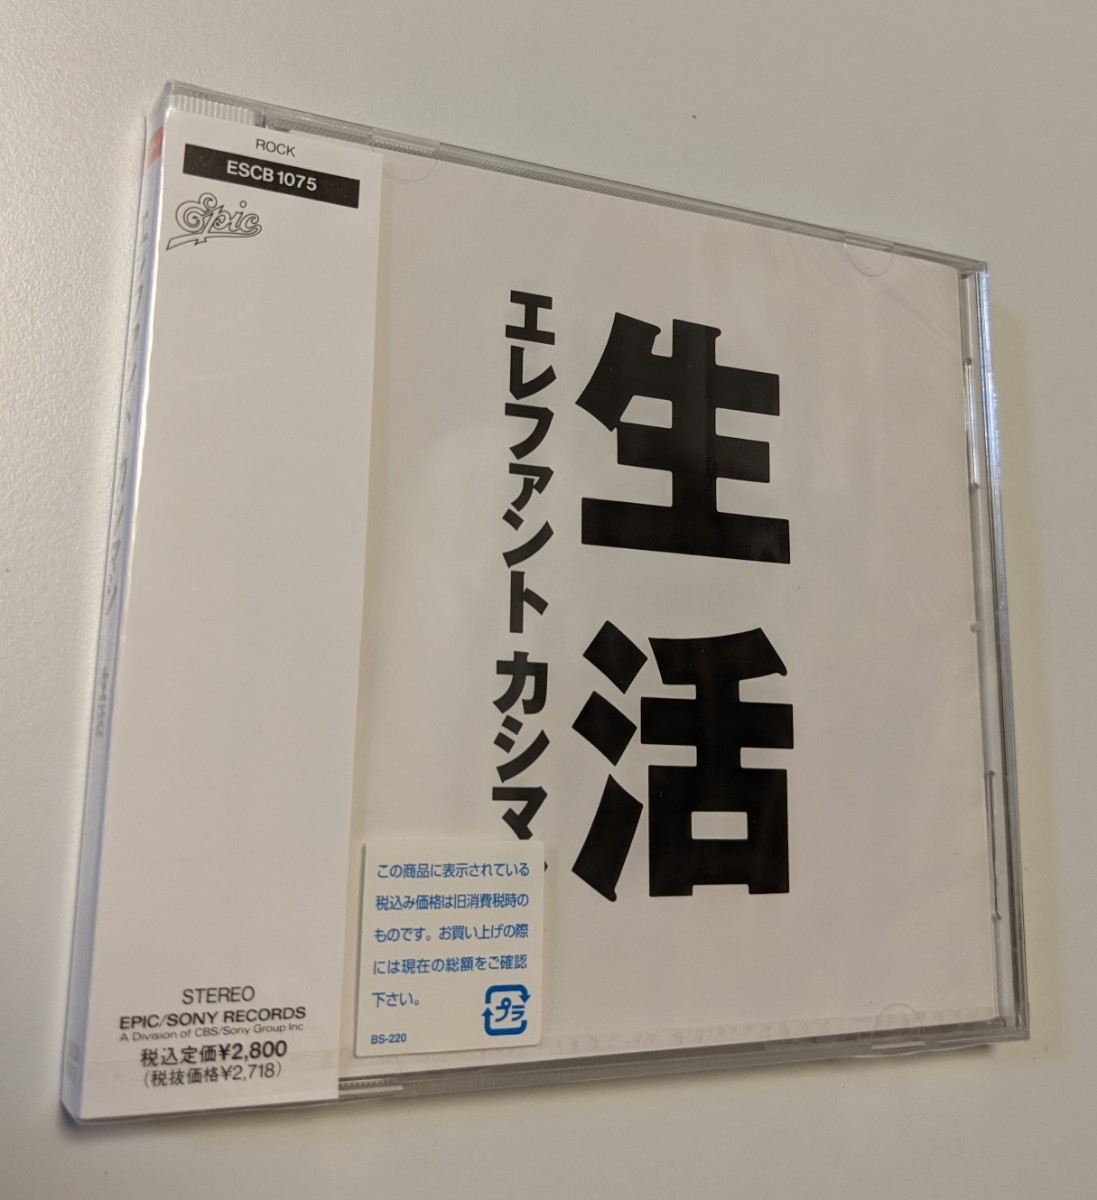 ROCK
ESCB 1075
Epic
生活
エレファント カシマ
STEREO
EPIC/SONY RECORDS
A Division of CBS/Sony Group Inc
税込定価¥2,800
(税抜価格¥2,718)
この商品に表示されている
税込み価格は旧消費税時の
ものです。お買い上げの際
には現在の総額をご確認
下さい。
プラ
BS-220